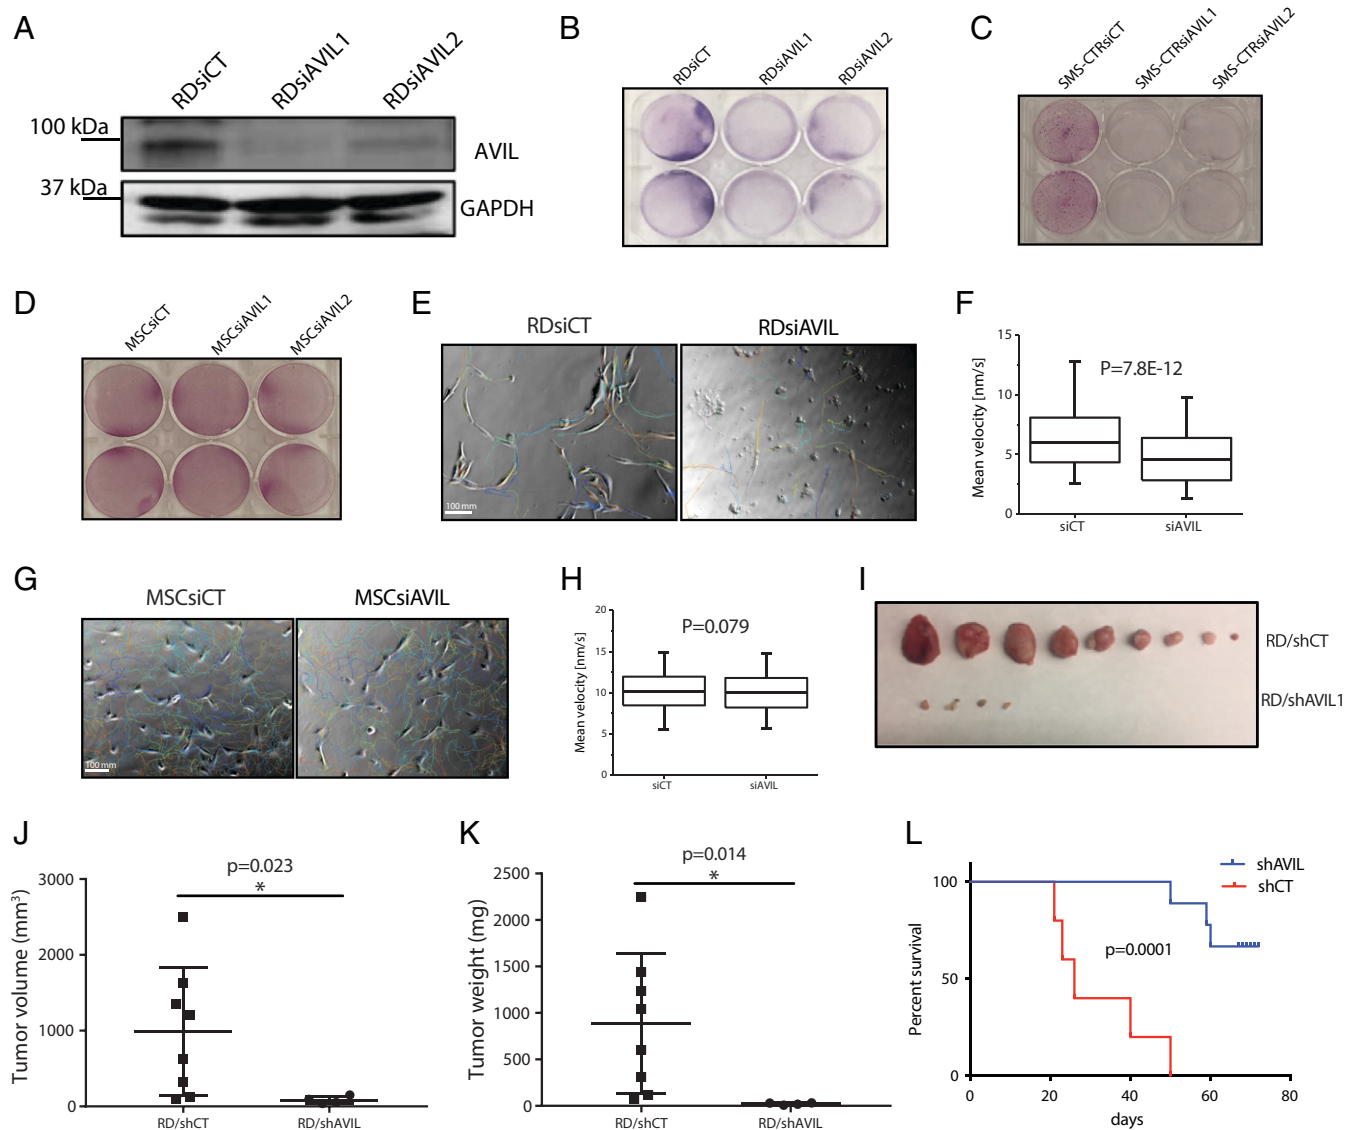 A
RDsiCT
RDsiAVIL1
RDsiAVIL2
100 kDa
AVIL
37 kDa
GAPDH
B
RDsiCT
RDsiAVIL1
RDsiAVIL2
C
SMS-CTRsiCT
SMS-CTRsiAVIL1
SMS-CTRsiAVIL2
D
MSCsiCT
MSCsiAVIL1
MSCsiAVIL2
E
RDsiCT
RDsiAVIL
100 mm
F
Mean velocity [nm/s]
15
10
5
0
P=7.8E-12
siCT
siAVIL
G
MSCsiCT
MSCsiAVIL
100 mm
H
Mean velocity [nm/s]
20
15
10
5
0
P=0.079
siCT
siAVIL
I
RD/shCT
RD/shAVIL1
J
p=0.023
*
Tumor volume (mm³)
3000
2000
1000
0
RD/shCT
RD/shAVIL
K
p=0.014
*
Tumor weight (mg)
2500
2000
1500
1000
500
0
RD/shCT
RD/shAVIL
L
shAVIL
shCT
Percent survival
100
50
0
p=0.0001
0
20
40
60
80
days